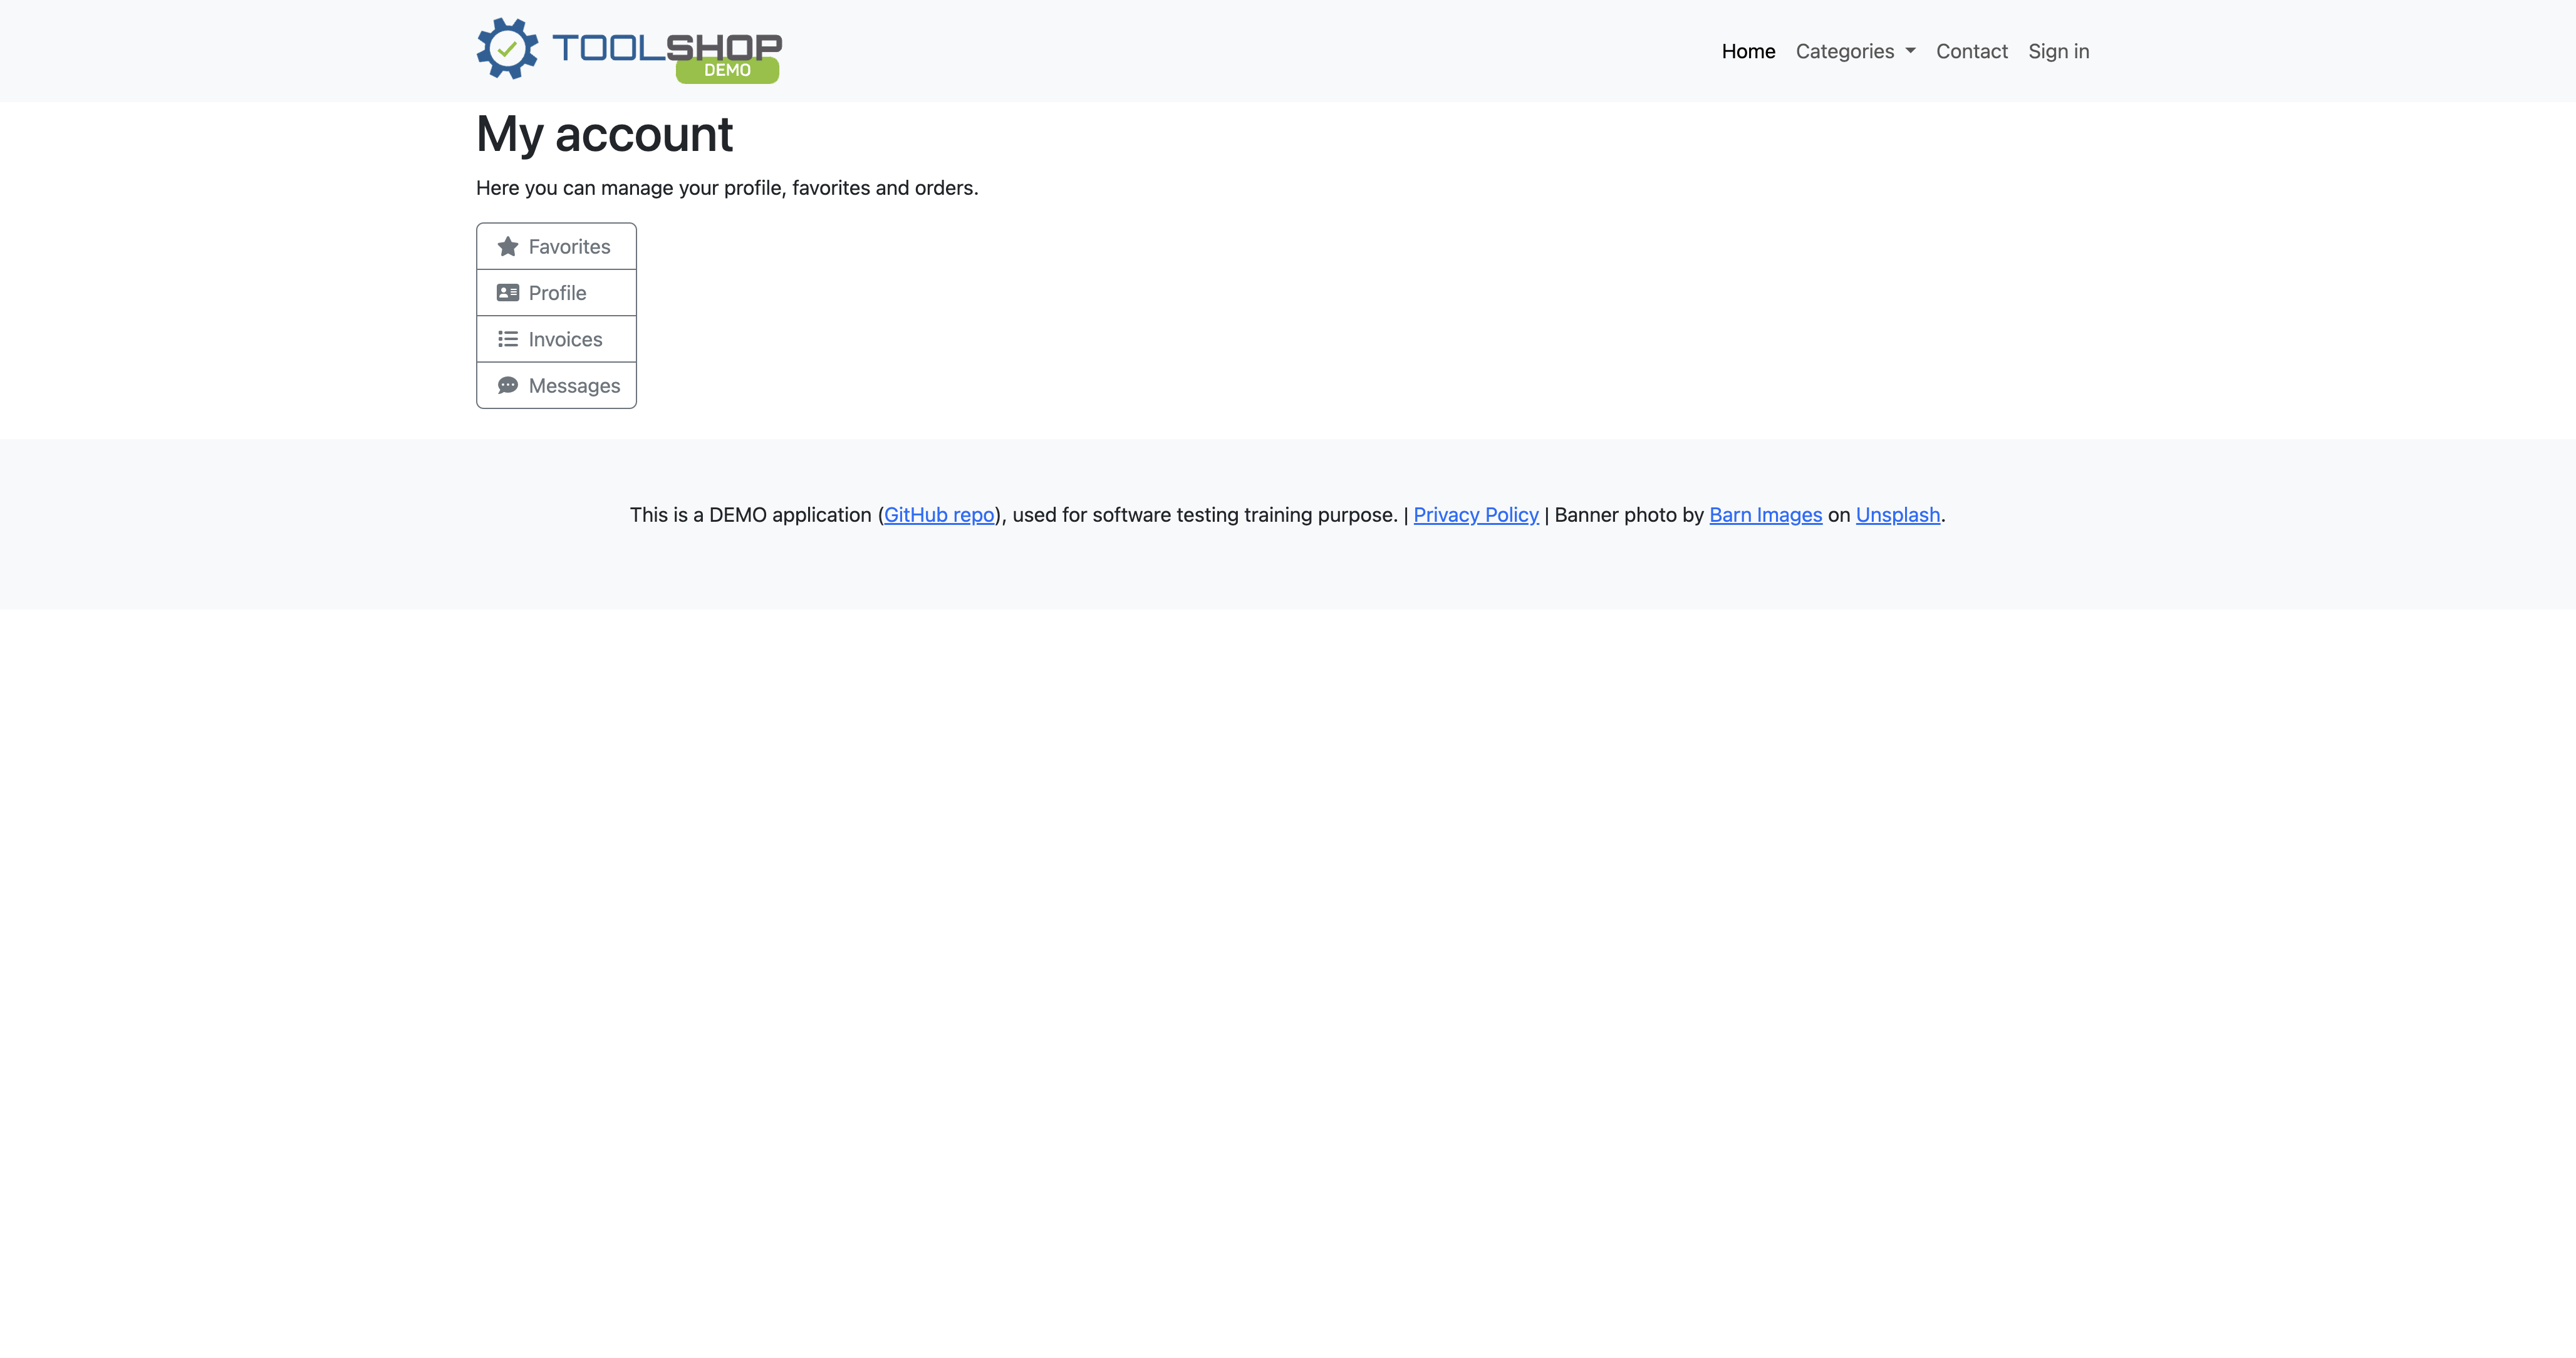 TOOLSHOP
DEMO
Home Categories Contact Sign in
My account
Here you can manage your profile, favorites and orders.
Favorites
Profile
Invoices
Messages
This is a DEMO application (GitHub repo), used for software testing training purpose. | Privacy Policy | Banner photo by Barn Images on Unsplash.